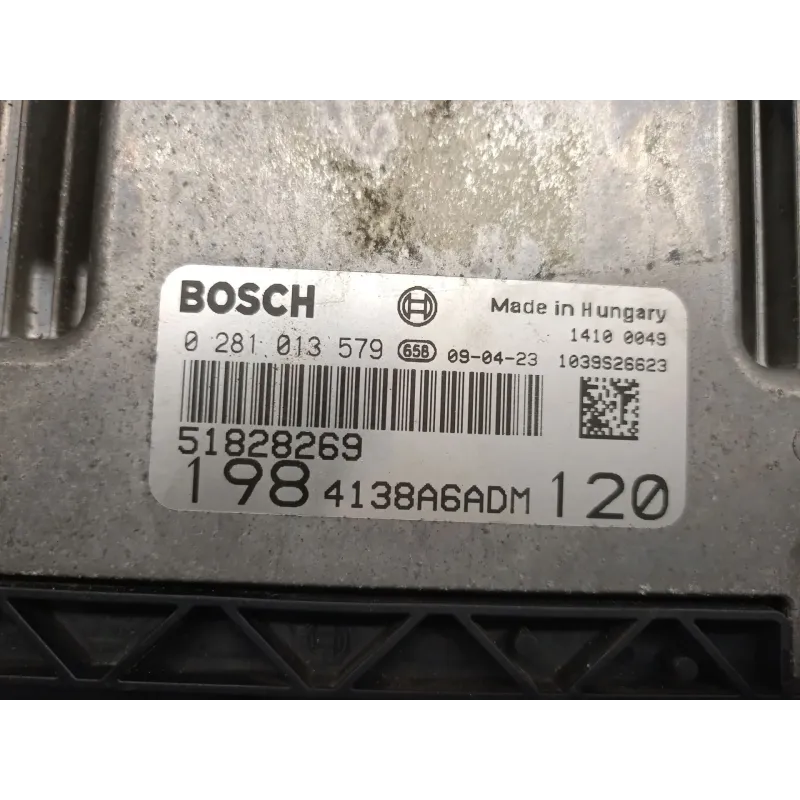 BOSCH Made in Hungary
1410 0049
0 281 013 579 658 09-04-23 1039S26623
51828269
198 4138A6ADM 120